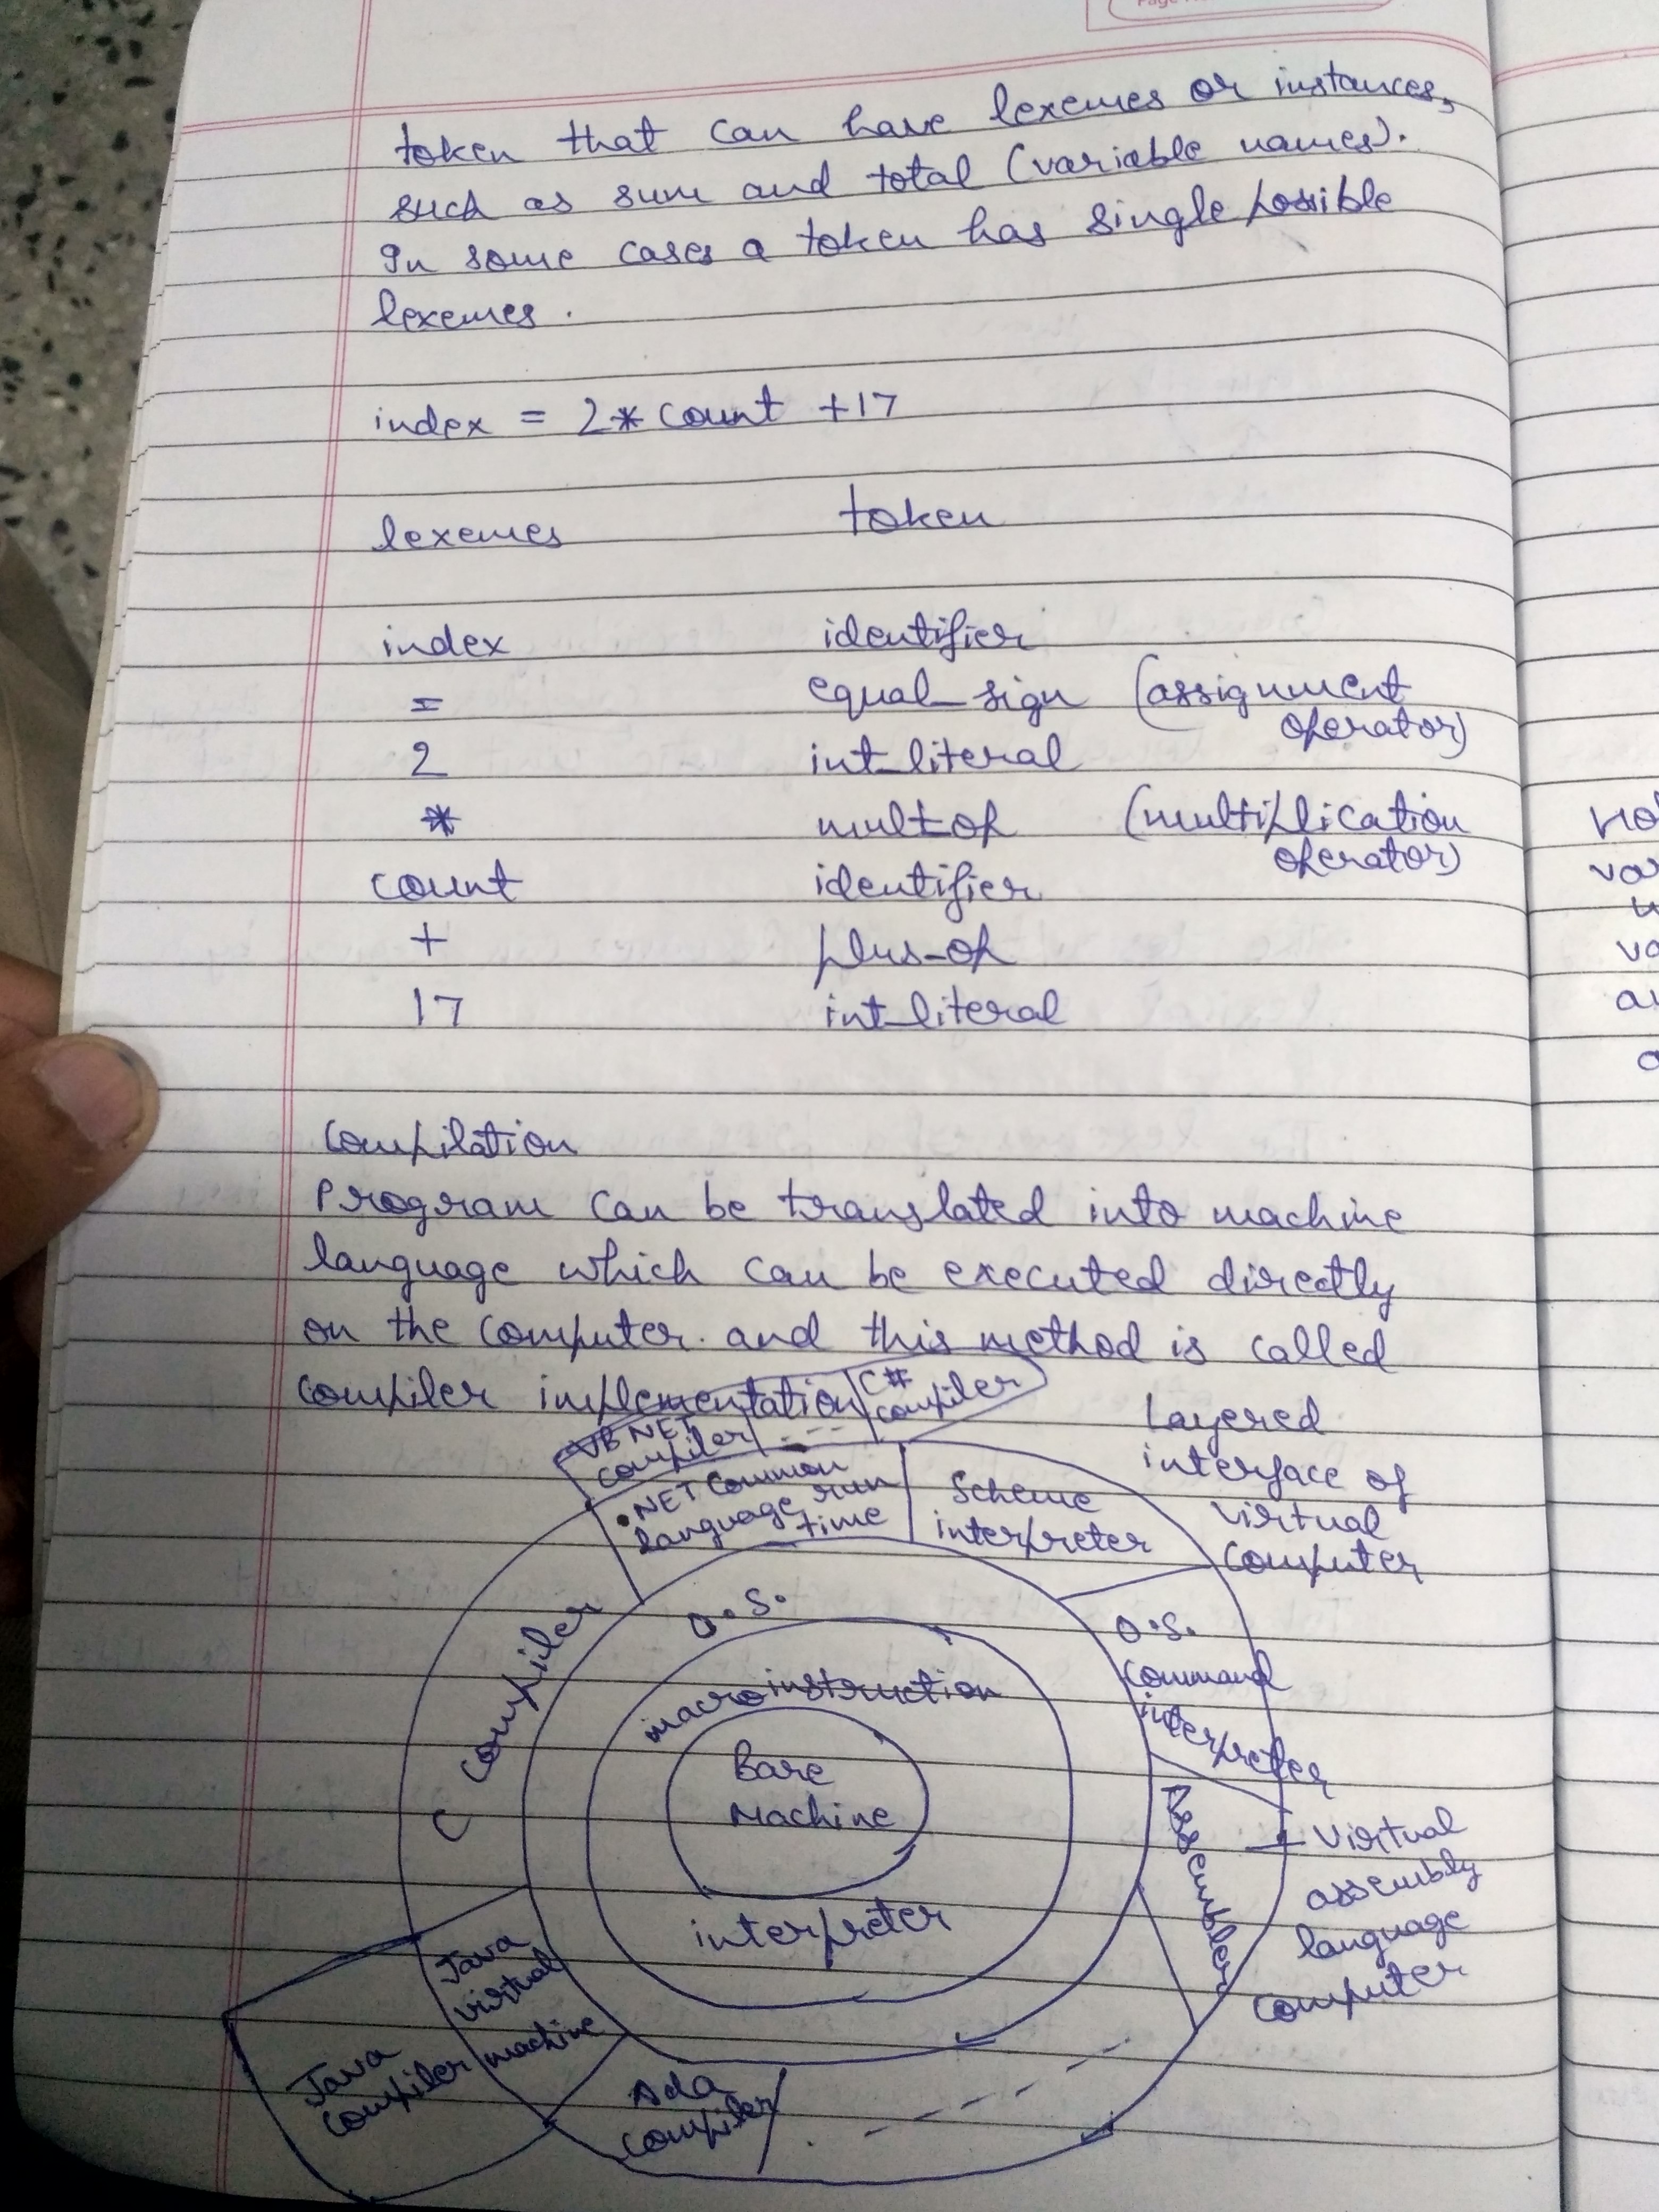 token that can have lexemes or instances,
such as sum and total (variable names).
In some cases a token has single possible
lexemes.
index = 2* count +17
lexemes token
index identifier
= equal_sign (assignment operator)
2 int_literal
* mult_op (multiplication operator)
count identifier
+ plus_op
17 int_literal
Compilation
Program can be translated into machine
language which can be executed directly
on the computer. and this method is called
compiler implementation
VB NET
compiler
C#
compiler
Layered
interface of
virtual
computer
.NET Common
language run
time
Scheme
interpreter
O.S.
O.S.
Command
interpreter
C compiler
macroinstruction
Bare
Machine
interpreter
Assembler
Virtual
assembly
language
computer
Java
virtual
machine
Java
compiler
Ada
compiler